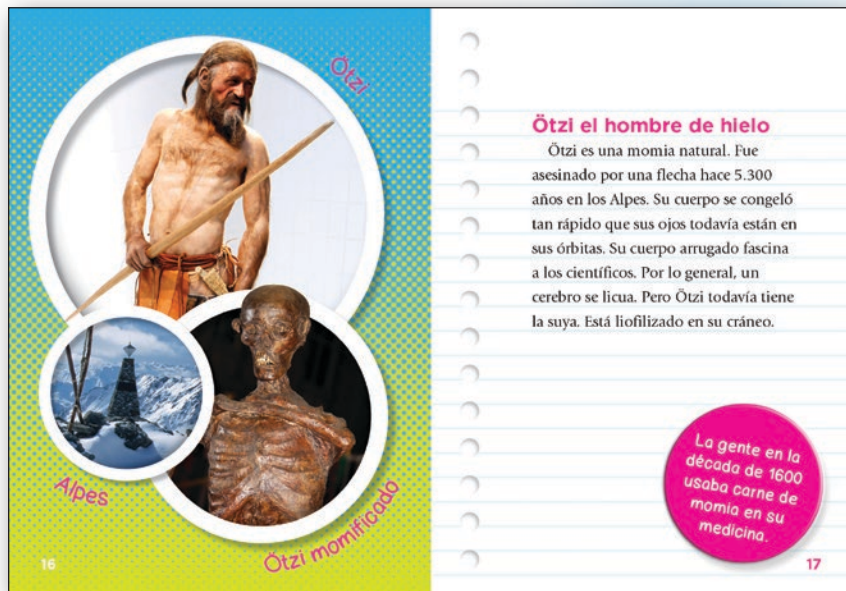 Ötzi
Alpes
Ötzi momificado
16
Ötzi el hombre de hielo
Ötzi es una momia natural. Fue
asesinado por una flecha hace 5.300
años en los Alpes. Su cuerpo se congeló
tan rápido que sus ojos todavía están en
sus órbitas. Su cuerpo arrugado fascina
a los científicos. Por lo general, un
cerebro se licua. Pero Ötzi todavía tiene
la suya. Está liofilizado en su cráneo.
La gente en la
década de 1600
usaba carne de
momia en su
medicina.
17